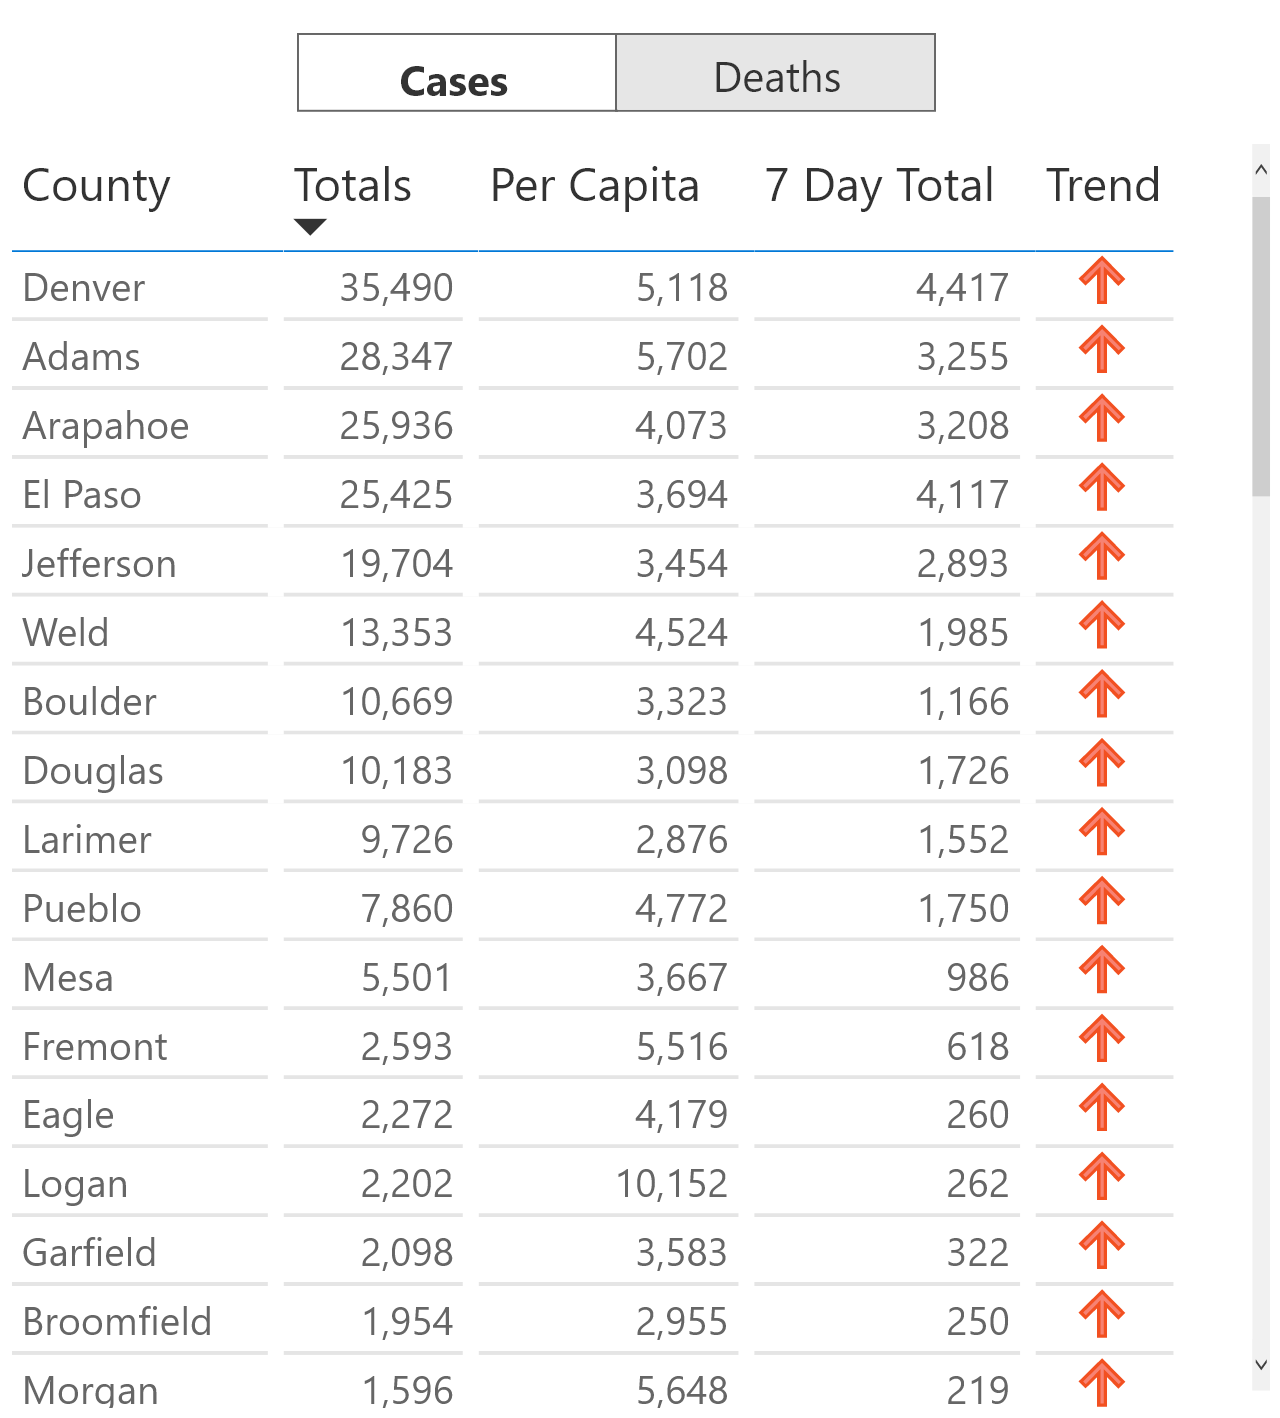 Cases Deaths
County Totals Per Capita 7 Day Total Trend
Denver 35,490 5,118 4,417
Adams 28,347 5,702 3,255
Arapahoe 25,936 4,073 3,208
El Paso 25,425 3,694 4,117
Jefferson 19,704 3,454 2,893
Weld 13,353 4,524 1,985
Boulder 10,669 3,323 1,166
Douglas 10,183 3,098 1,726
Larimer 9,726 2,876 1,552
Pueblo 7,860 4,772 1,750
Mesa 5,501 3,667 986
Fremont 2,593 5,516 618
Eagle 2,272 4,179 260
Logan 2,202 10,152 262
Garfield 2,098 3,583 322
Broomfield 1,954 2,955 250
Morgan 1,596 5,648 219